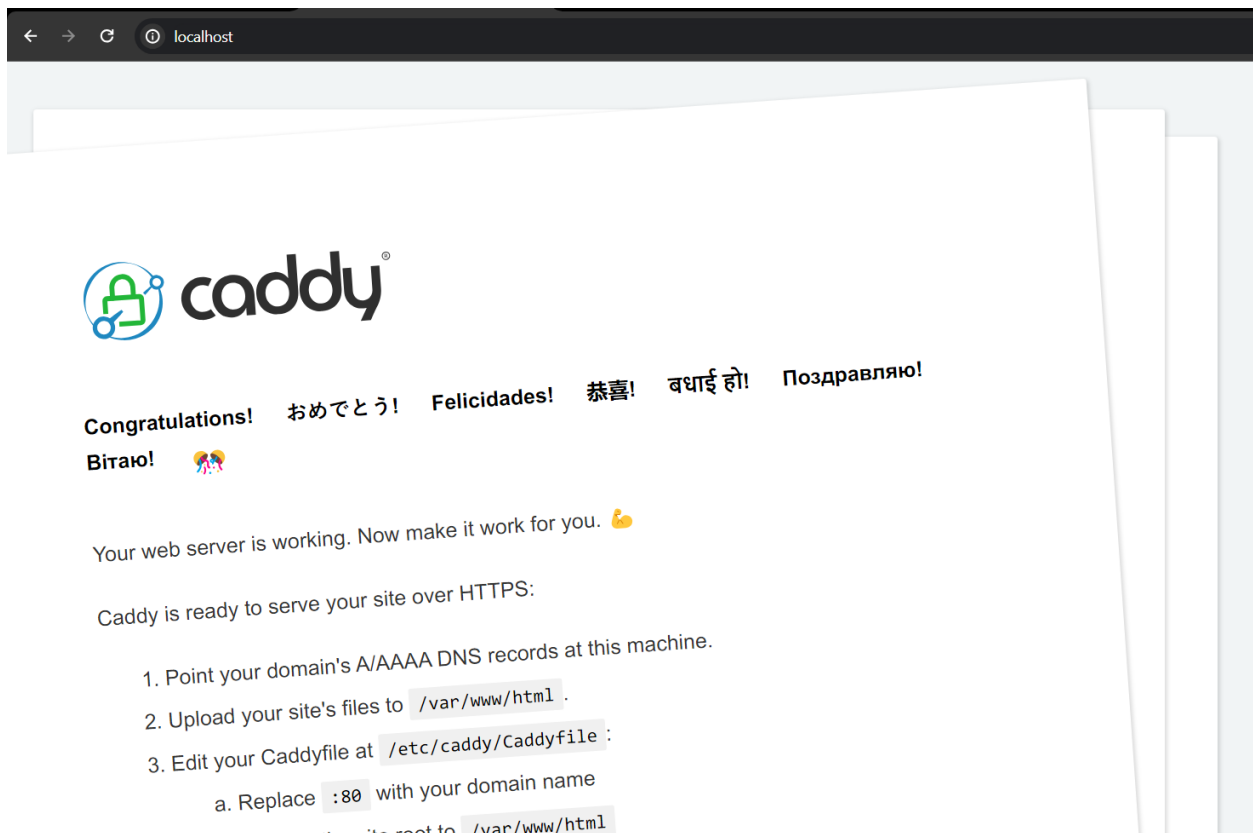 localhost
caddy®
Congratulations! おめでとう! Felicidades! 恭喜! बधाई हो! Поздравляю!
Вітаю! 🎊
Your web server is working. Now make it work for you. 💪
Caddy is ready to serve your site over HTTPS:
1. Point your domain's A/AAAA DNS records at this machine.
2. Upload your site's files to /var/www/html.
3. Edit your Caddyfile at /etc/caddy/Caddyfile:
a. Replace :80 with your domain name
root to /var/www/html